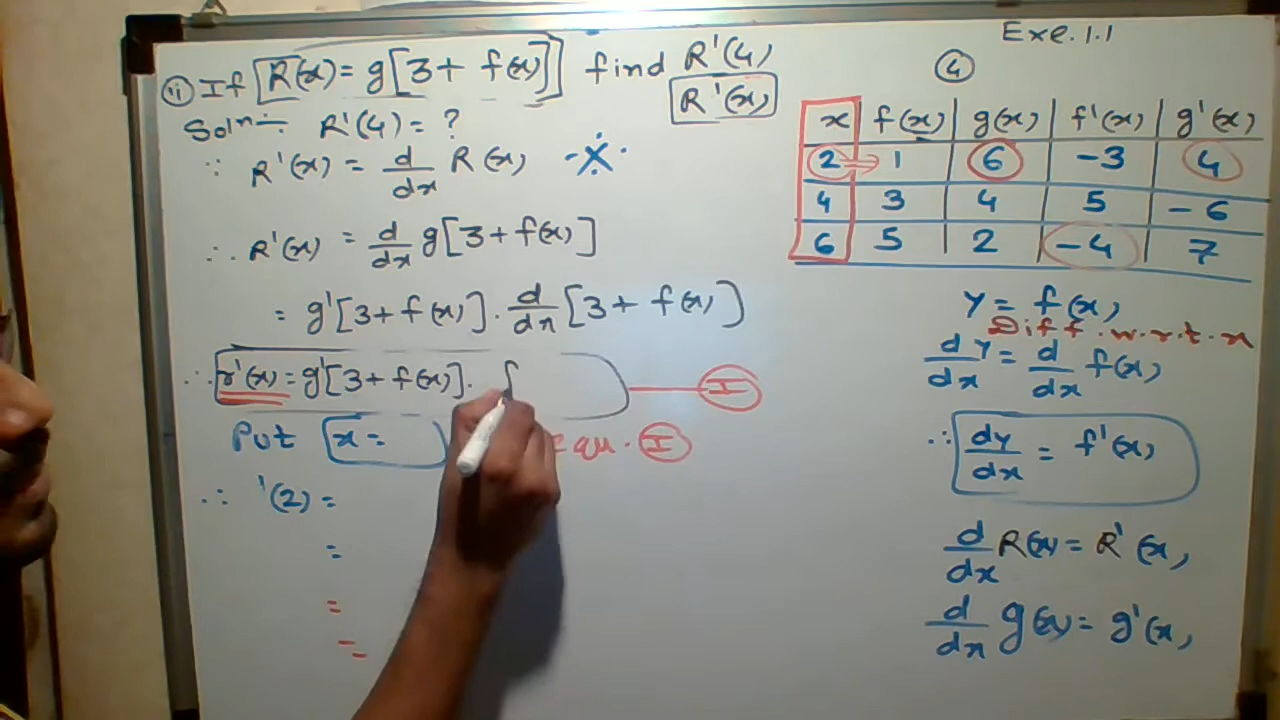 Exe.1.1
(ii) If R(x) = g[3 + f(x)] find R'(4)
R'(x)
Solⁿ:- R'(4) = ?
∵ R'(x) = d/dx R(x)
∴ R'(x) = d/dx g[3 + f(x)]
= g'[3 + f(x)] . d/dx [3 + f(x)]
∴ r'(x) = g'[3 + f(x)]. f
I
Put x =
equ. I
∴ '(2) =
=
=
=
4
x f(x) g(x) f'(x) g'(x)
2 ⇒ 1 6 -3 4
4 3 4 5 -6
6 5 2 -4 7
Y = f(x)
Diff.w.r.t.x
dY/dx = d/dx f(x)
∴ dy/dx = f'(x)
d/dx R(x) = R'(x)
d/dx g(x) = g'(x)